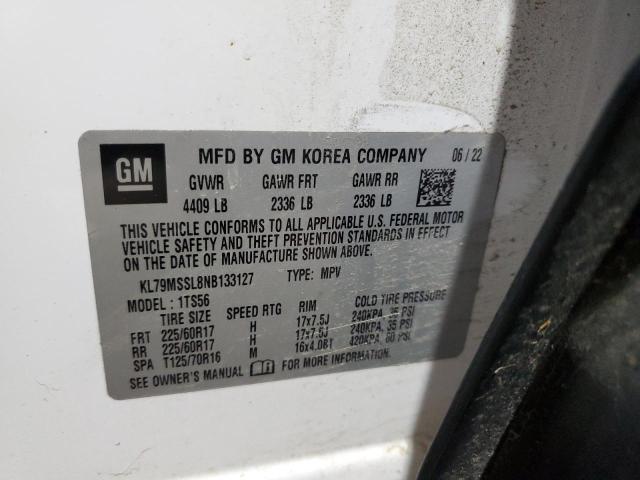 GM MFD BY GM KOREA COMPANY 06 / 22
GVWR GAWR FRT GAWR RR
4409 LB 2336 LB 2336 LB
THIS VEHICLE CONFORMS TO ALL APPLICABLE U.S. FEDERAL MOTOR
VEHICLE SAFETY AND THEFT PREVENTION STANDARDS IN EFFECT
ON THE DATE OF MANUFACTURE SHOWN ABOVE.
KL79MSSL8NB133127 TYPE: MPV
MODEL : 1TS56
TIRE SIZE SPEED RTG RIM COLD TIRE PRESSURE
FRT 225/60R17 H 17x7.5J 240KPA, 35 PSI
RR 225/60R17 H 17x7.5J 240KPA, 35 PSI
SPA T125/70R16 M 16x4.0BT 420KPA, 60 PSI
SEE OWNER'S MANUAL FOR MORE INFORMATION.